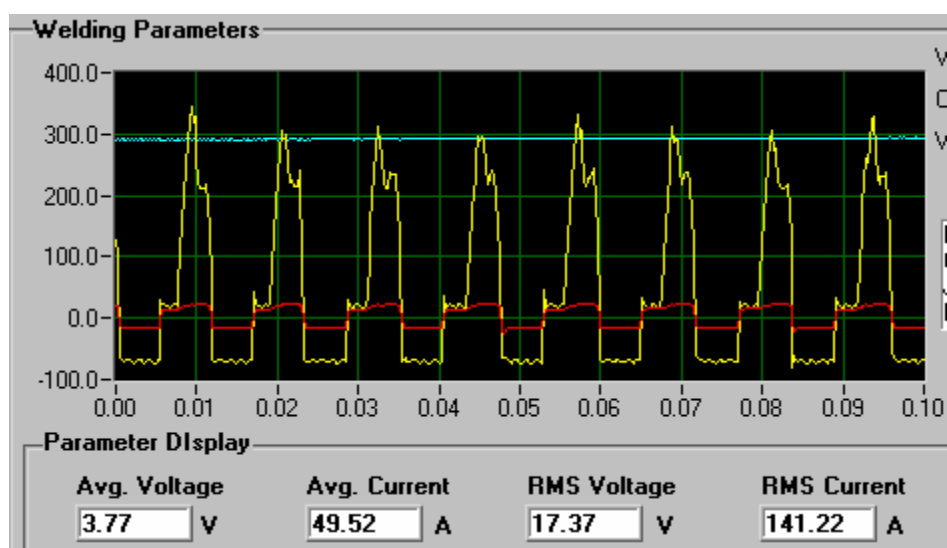 Welding Parameters
400.0
300.0
200.0
100.0
0.0
-100.0
0.00 0.01 0.02 0.03 0.04 0.05 0.06 0.07 0.08 0.09 0.10
Parameter DIsplay
Avg. Voltage Avg. Current RMS Voltage RMS Current
3.77 V 49.52 A 17.37 V 141.22 A